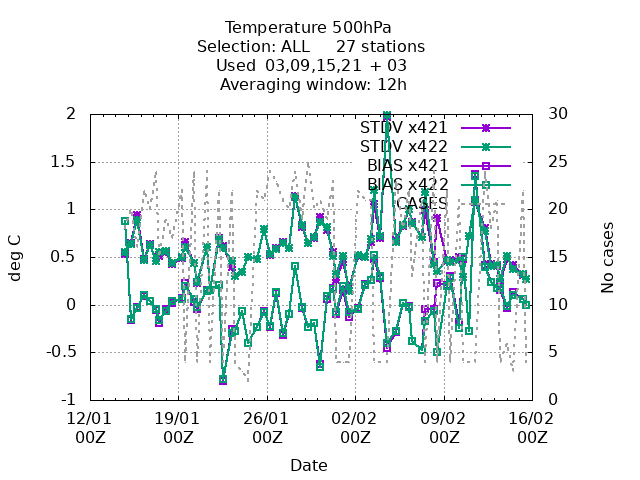 Temperature 500hPa
Selection: ALL 27 stations
Used 03,09,15,21 + 03
Averaging window: 12h
deg C
No cases
2
1.5
1
0.5
0
-0.5
-1
30
25
20
15
10
5
0
STDV x421
STDV x422
BIAS x421
BIAS x422
CASES
12/01 19/01 26/01 02/02 09/02 16/02
00Z 00Z 00Z 00Z 00Z 00Z
Date